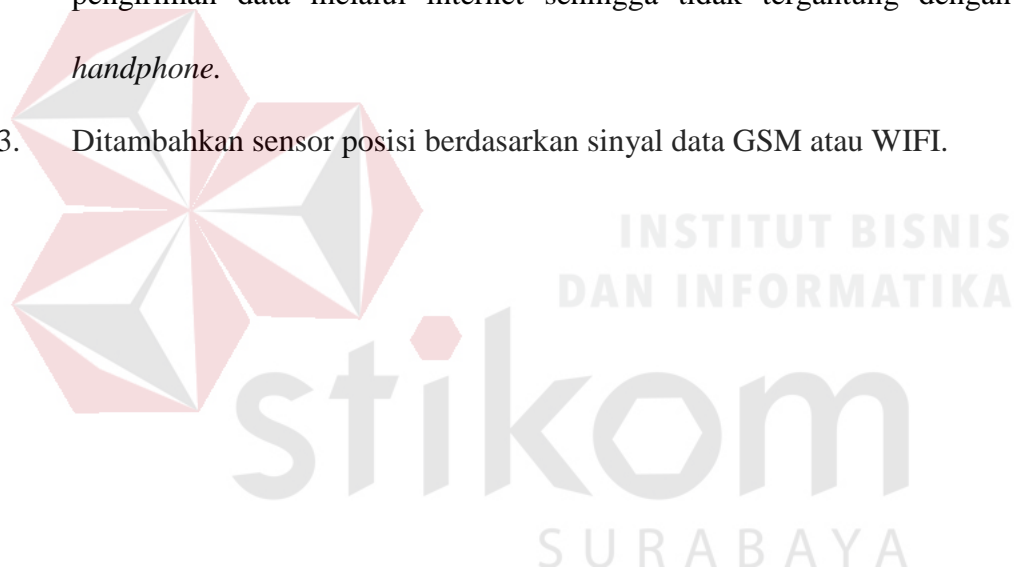 pengiriman data melalui internet sehingga tidak tergantung dengan
handphone.
3. Ditambahkan sensor posisi berdasarkan sinyal data GSM atau WIFI.
INSTITUT BISNIS
DAN INFORMATIKA
stikom
SURABAYA